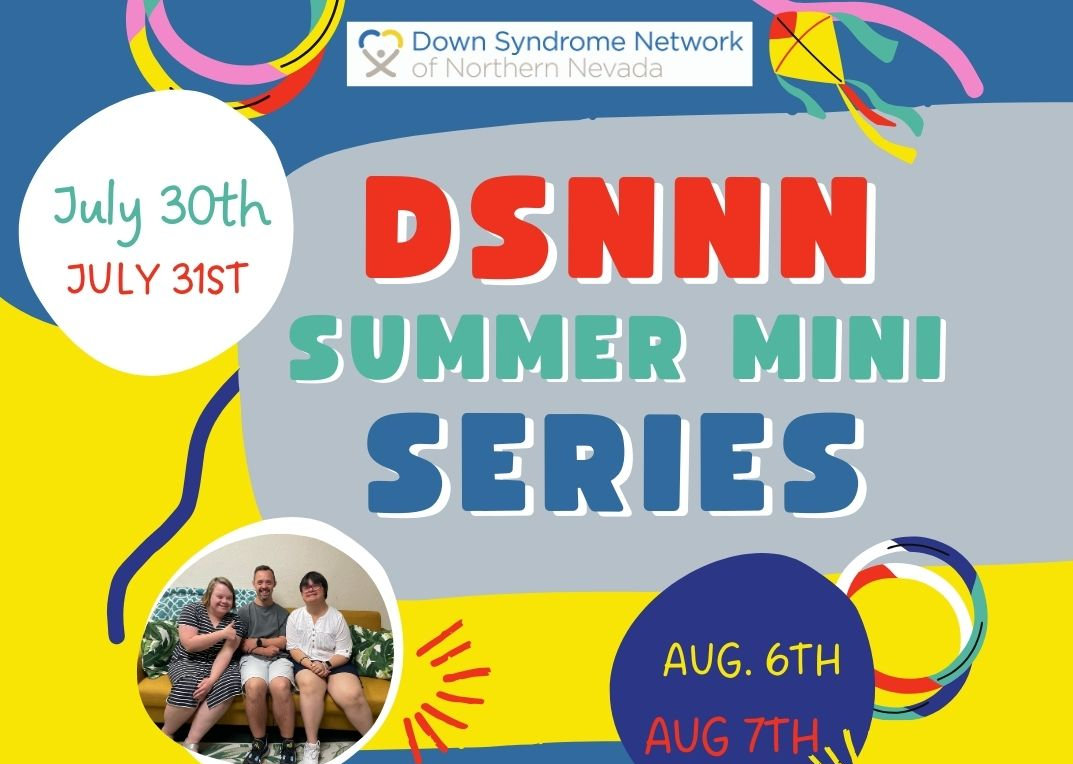 Down Syndrome Network
of Northern Nevada
July 30th
JULY 31ST
DSNNN
SUMMER MINI
SERIES
AUG. 6TH
AUG 7TH